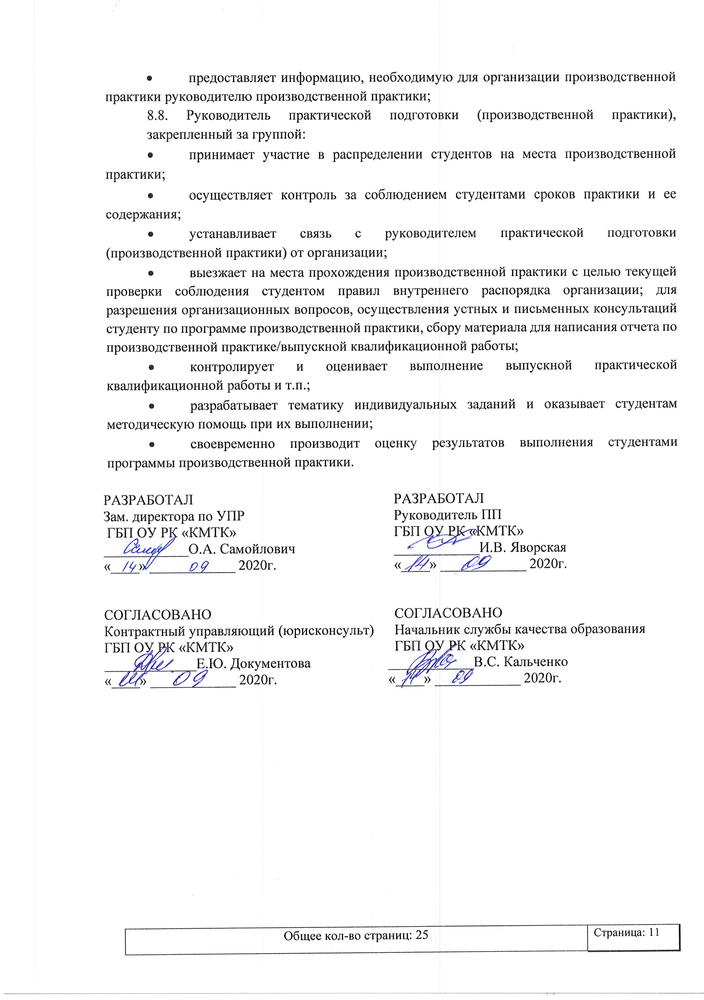 • предоставляет информацию, необходимую для организации производственной
практики руководителю производственной практики;
8.8. Руководитель практической подготовки (производственной практики),
закрепленный за группой:
• принимает участие в распределении студентов на места производственной
практики;
• осуществляет контроль за соблюдением студентами сроков практики и ее
содержания;
• устанавливает связь с руководителем практической подготовки
(производственной практики) от организации;
• выезжает на места прохождения производственной практики с целью текущей
проверки соблюдения студентом правил внутреннего распорядка организации; для
разрешения организационных вопросов, осуществления устных и письменных консультаций
студенту по программе производственной практики, сбору материала для написания отчета по
производственной практике/выпускной квалификационной работы;
• контролирует и оценивает выполнение выпускной практической
квалификационной работы и т.п.;
• разрабатывает тематику индивидуальных заданий и оказывает студентам
методическую помощь при их выполнении;
• своевременно производит оценку результатов выполнения студентами
программы производственной практики.
РАЗРАБОТАЛ
Зам. директора по УПР
ГБП ОУ РК «КМТК»
О.А. Самойлович
«14» 09 2020г.
РАЗРАБОТАЛ
Руководитель ПП
ГБП ОУ РК «КМТК»
И.В. Яворская
«14» 09 2020г.
СОГЛАСОВАНО
Контрактный управляющий (юрисконсульт)
ГБП ОУ РК «КМТК»
Е.Ю. Документова
« » 09 2020г.
СОГЛАСОВАНО
Начальник службы качества образования
ГБП ОУ РК «КМТК»
В.С. Кальченко
«14» 09 2020г.
Общее кол-во страниц: 25
Страница: 11